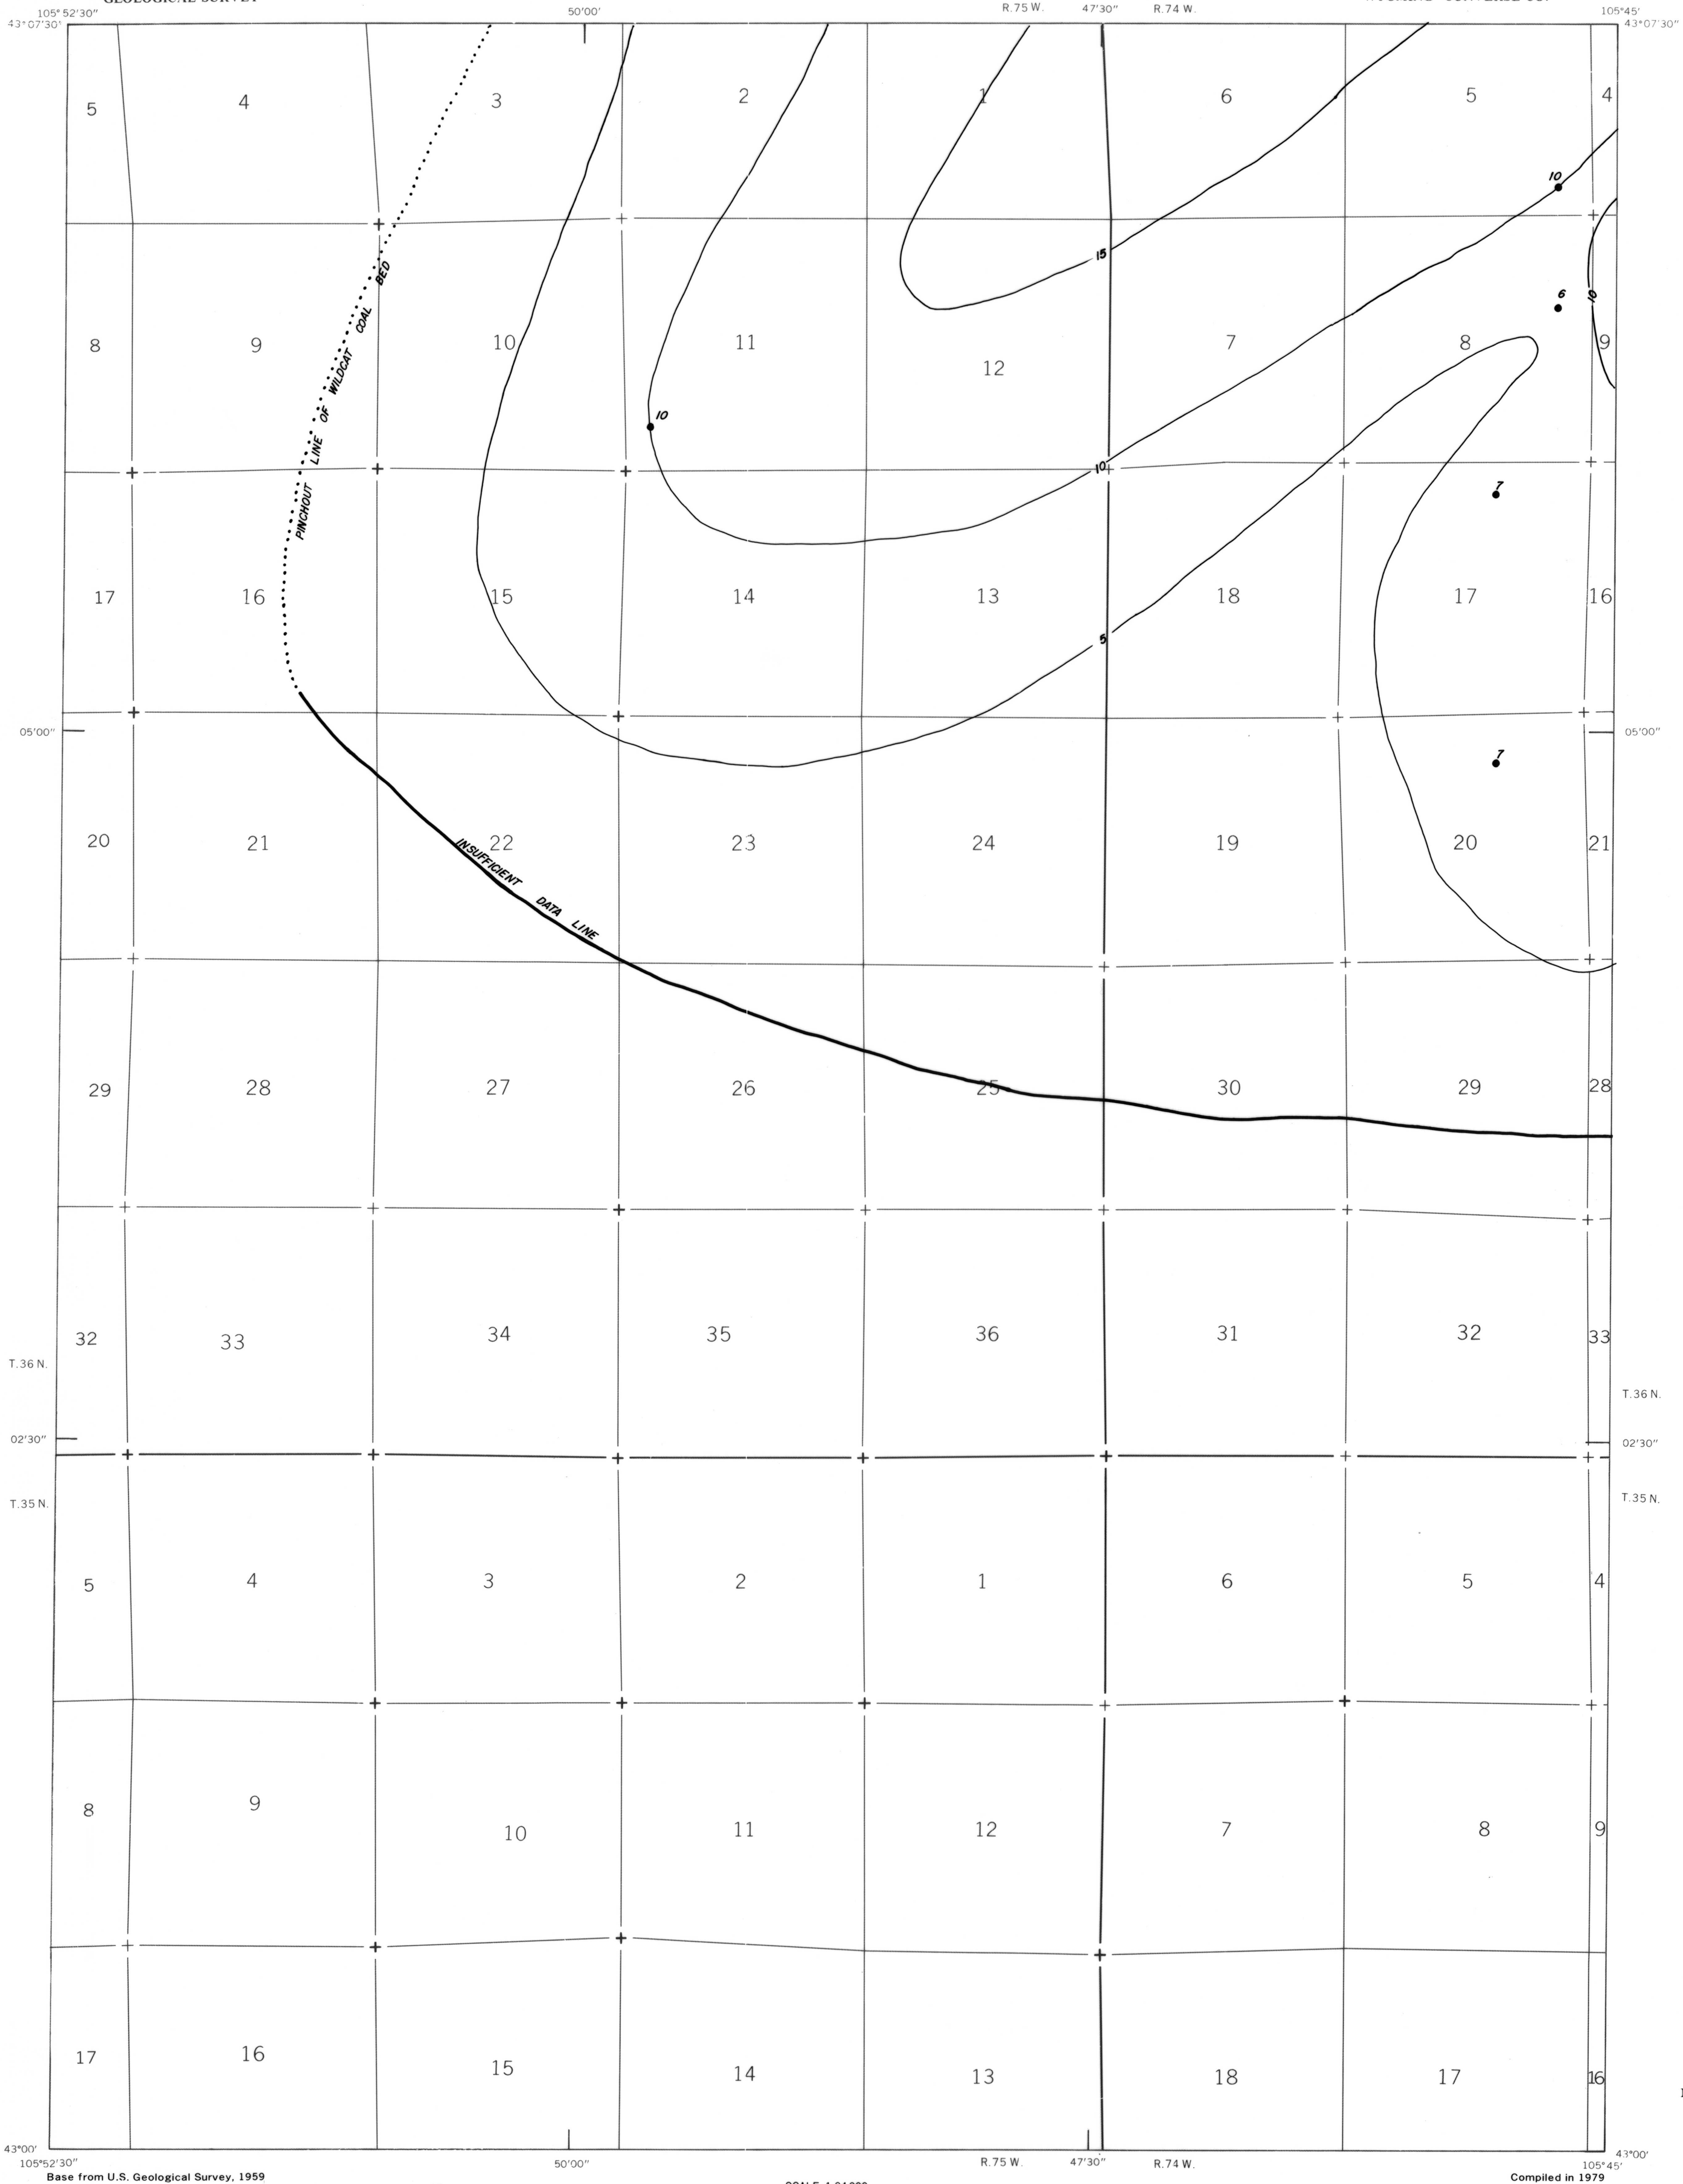 GEOLOGICAL SURVEY
105°52'30" 50'00' R.75 W. 47'30" R.74 W. 105°45'
43°07'30" 43°07'30"
5 4 3 2 1 6 5 4
10
15
6
10
BED
COAL
WILDCAT
OF
LINE
PINCHOUT
8 9 10 11 12 7 8 9
10
10
7
17 16 15 14 13 18 17 16
5
05'00" 05'00"
7
20 21 22 23 24 19 20 21
INSUFFICIENT DATA LINE
29 28 27 26 25 30 29 28
32 33 34 35 36 31 32 33
T.36 N. T.36 N.
02'30" 02'30"
T.35 N. T.35 N.
5 4 3 2 1 6 5 4
8 9 10 11 12 7 8 9
17 16 15 14 13 18 17 16
43°00' 43°00'
105°52'30" 50'00" R.75 W. 47'30" R.74 W. 105°45'
Base from U.S. Geological Survey, 1959 Compiled in 1979